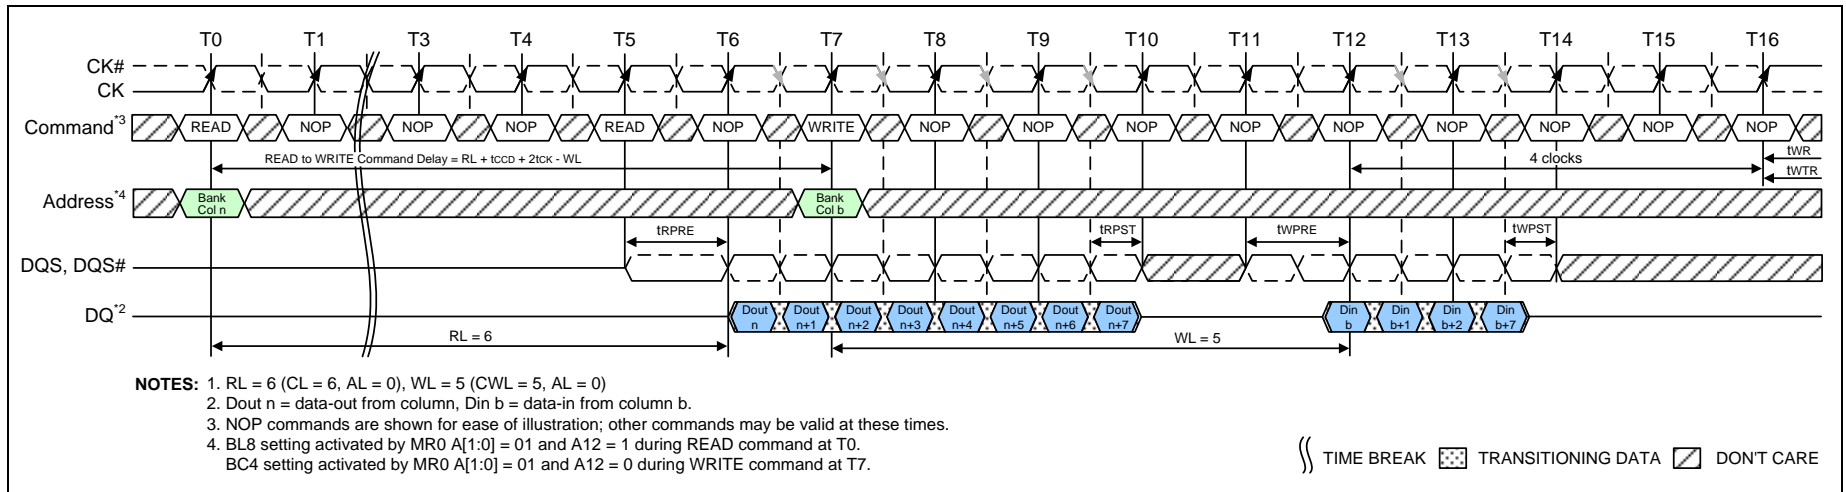 T0 T1 T3 T4 T5 T6 T7 T8 T9 T10 T11 T12 T13 T14 T15 T16
CK#
CK
Command*3 READ NOP NOP NOP READ NOP WRITE NOP NOP NOP NOP NOP NOP NOP NOP NOP
READ to WRITE Command Delay = RL + tCCD + 2tCK - WL
4 clocks
tWR
tWTR
Address*4
Bank Col n
Bank Col b
tRPRE tRPST tWPRE tWPST
DQS, DQS#
DQ*2
Dout n Dout n+1 Dout n+2 Dout n+3 Dout n+4 Dout n+5 Dout n+6 Dout n+7 Din b Din b+1 Din b+2 Din b+7
RL = 6
WL = 5
NOTES: 1. RL = 6 (CL = 6, AL = 0), WL = 5 (CWL = 5, AL = 0)
2. Dout n = data-out from column, Din b = data-in from column b.
3. NOP commands are shown for ease of illustration; other commands may be valid at these times.
4. BL8 setting activated by MR0 A[1:0] = 01 and A12 = 1 during READ command at T0.
BC4 setting activated by MR0 A[1:0] = 01 and A12 = 0 during WRITE command at T7.
TIME BREAK TRANSITIONING DATA DON'T CARE